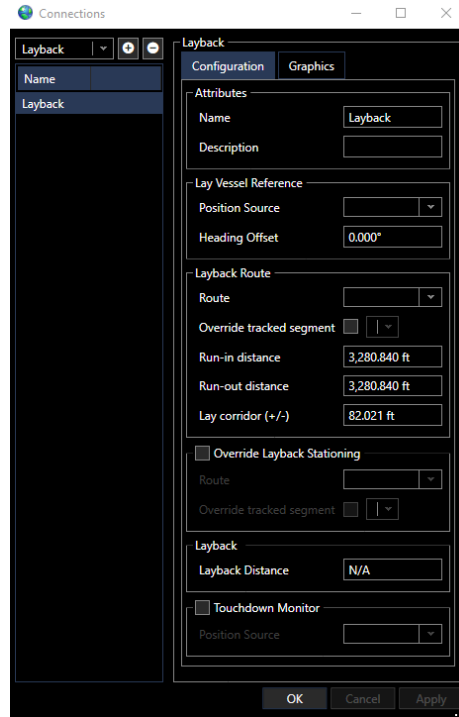 Connections
Layback
Name
Layback
Layback
Configuration Graphics
Attributes
Name Layback
Description
Lay Vessel Reference
Position Source
Heading Offset 0.000°
Layback Route
Route
Override tracked segment
Run-in distance 3,280.840 ft
Run-out distance 3,280.840 ft
Lay corridor (+/-) 82.021 ft
Override Layback Stationing
Route
Override tracked segment
Layback
Layback Distance N/A
Touchdown Monitor
Position Source
OK Cancel Apply